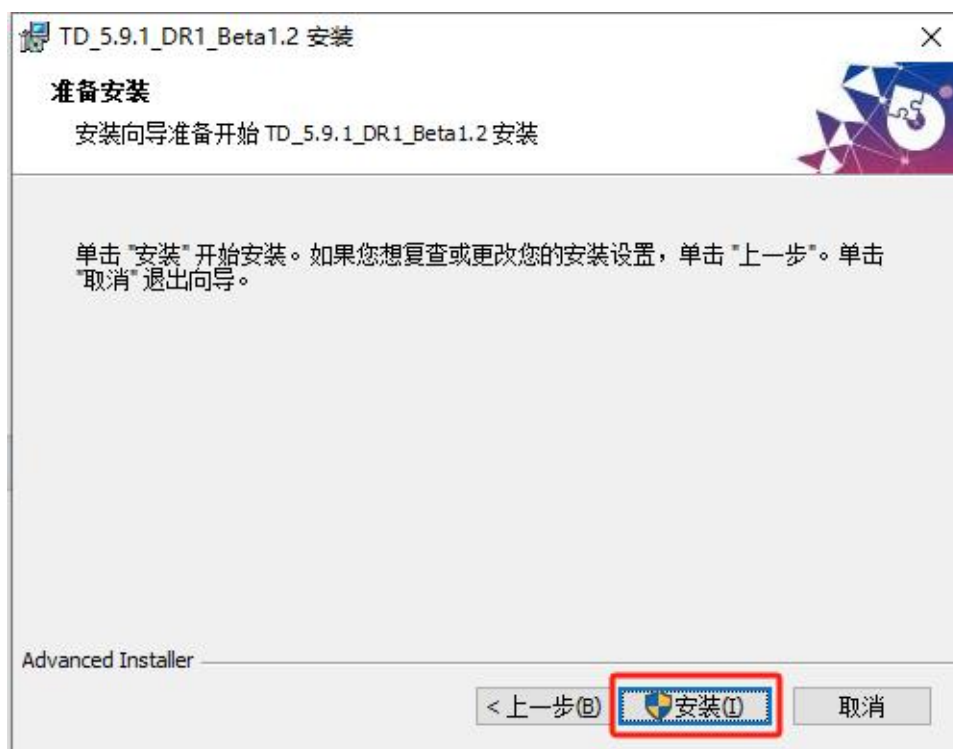 TD_5.9.1_DR1_Beta1.2 安装
准备安装
安装向导准备开始 TD_5.9.1_DR1_Beta1.2 安装
单击 "安装" 开始安装。如果您想复查或更改您的安装设置，单击 "上一步"。单击
"取消" 退出向导。
Advanced Installer
< 上一步(B)
安装(I)
取消